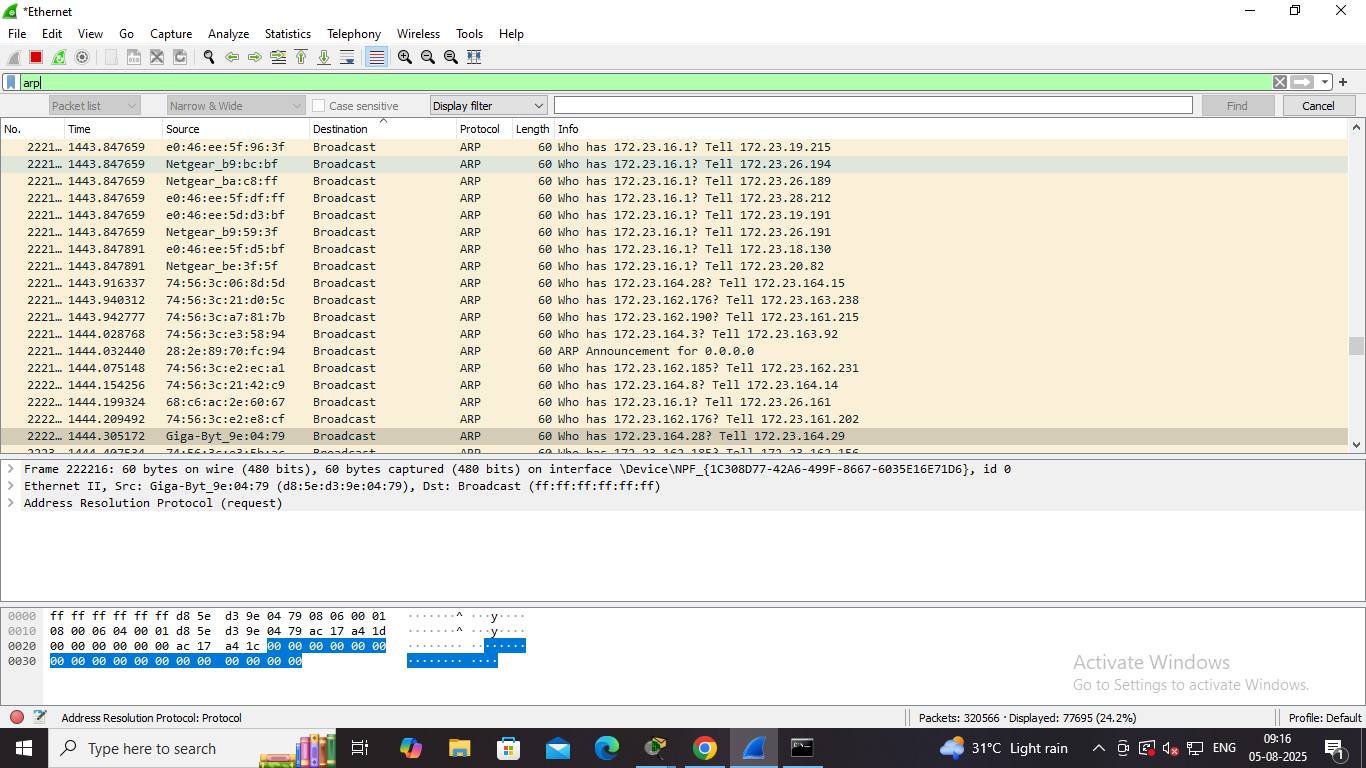 *Ethernet
File Edit View Go Capture Analyze Statistics Telephony Wireless Tools Help
arp
Packet list Narrow & Wide Case sensitive Display filter Find Cancel
No. Time Source Destination Protocol Length Info
2221… 1443.847659 e0:46:ee:5f:96:3f Broadcast ARP 60 Who has 172.23.16.1? Tell 172.23.19.215
2221… 1443.847659 Netgear_b9:bc:bf Broadcast ARP 60 Who has 172.23.16.1? Tell 172.23.26.194
2221… 1443.847659 Netgear_ba:c8:ff Broadcast ARP 60 Who has 172.23.16.1? Tell 172.23.26.189
2221… 1443.847659 e0:46:ee:5f:df:ff Broadcast ARP 60 Who has 172.23.16.1? Tell 172.23.28.212
2221… 1443.847659 e0:46:ee:5d:d3:bf Broadcast ARP 60 Who has 172.23.16.1? Tell 172.23.19.191
2221… 1443.847659 Netgear_b9:59:3f Broadcast ARP 60 Who has 172.23.16.1? Tell 172.23.26.191
2221… 1443.847891 e0:46:ee:5f:d5:bf Broadcast ARP 60 Who has 172.23.16.1? Tell 172.23.18.130
2221… 1443.847891 Netgear_be:3f:5f Broadcast ARP 60 Who has 172.23.16.1? Tell 172.23.20.82
2221… 1443.916337 74:56:3c:06:8d:5d Broadcast ARP 60 Who has 172.23.164.28? Tell 172.23.164.15
2221… 1443.940312 74:56:3c:21:d0:5c Broadcast ARP 60 Who has 172.23.162.176? Tell 172.23.163.238
2221… 1443.942777 74:56:3c:a7:81:7b Broadcast ARP 60 Who has 172.23.162.190? Tell 172.23.161.215
2221… 1444.028768 74:56:3c:e3:58:94 Broadcast ARP 60 Who has 172.23.164.3? Tell 172.23.163.92
2221… 1444.032440 28:2e:89:70:fc:94 Broadcast ARP 60 ARP Announcement for 0.0.0.0
2221… 1444.075148 74:56:3c:e2:ec:a1 Broadcast ARP 60 Who has 172.23.162.185? Tell 172.23.162.231
2222… 1444.154256 74:56:3c:21:42:c9 Broadcast ARP 60 Who has 172.23.164.8? Tell 172.23.164.14
2222… 1444.199324 68:c6:ac:2e:60:67 Broadcast ARP 60 Who has 172.23.16.1? Tell 172.23.26.161
2222… 1444.209492 74:56:3c:e2:e8:cf Broadcast ARP 60 Who has 172.23.162.176? Tell 172.23.161.202
2222… 1444.305172 Giga-Byt_9e:04:79 Broadcast ARP 60 Who has 172.23.164.28? Tell 172.23.164.29
Frame 222216: 60 bytes on wire (480 bits), 60 bytes captured (480 bits) on interface \Device\NPF_{1C308D77-42A6-499F-8667-6035E16E71D6}, id 0
Ethernet II, Src: Giga-Byt_9e:04:79 (d8:5e:d3:9e:04:79), Dst: Broadcast (ff:ff:ff:ff:ff:ff)
Address Resolution Protocol (request)
0000 ff ff ff ff ff ff d8 5e d3 9e 04 79 08 06 00 01 ·······^ ···y····
0010 08 00 06 04 00 01 d8 5e d3 9e 04 79 ac 17 a4 1d ·······^ ···y····
0020 00 00 00 00 00 00 ac 17 a4 1c 00 00 00 00 00 00 ········ ········
0030 00 00 00 00 00 00 00 00 00 00 00 00 ········ ····
Activate Windows
Go to Settings to activate Windows.
Address Resolution Protocol: Protocol Packets: 320566 · Displayed: 77695 (24.2%) Profile: Default
Type here to search 31°C Light rain ENG 09:16
05-08-2025 1